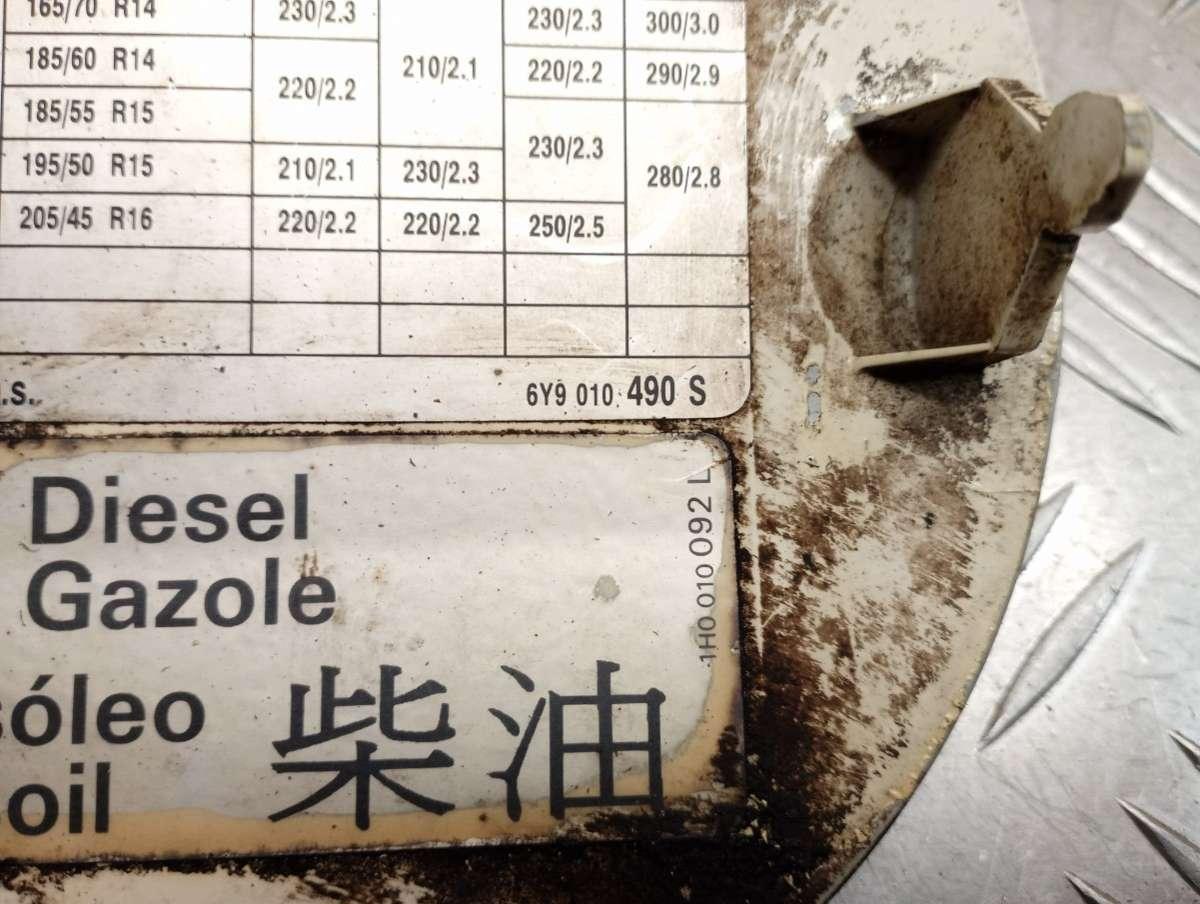 165/70 R14 230/2.3 230/2.3 300/3.0
185/60 R14 220/2.2 210/2.1 220/2.2 290/2.9
185/55 R15 230/2.3
195/50 R15 210/2.1 230/2.3 280/2.8
205/45 R16 220/2.2 220/2.2 250/2.5
.s. 6Y9 010 490 S
Diesel
Gazole
1H0 010 092 L
sóleo
soil
柴油